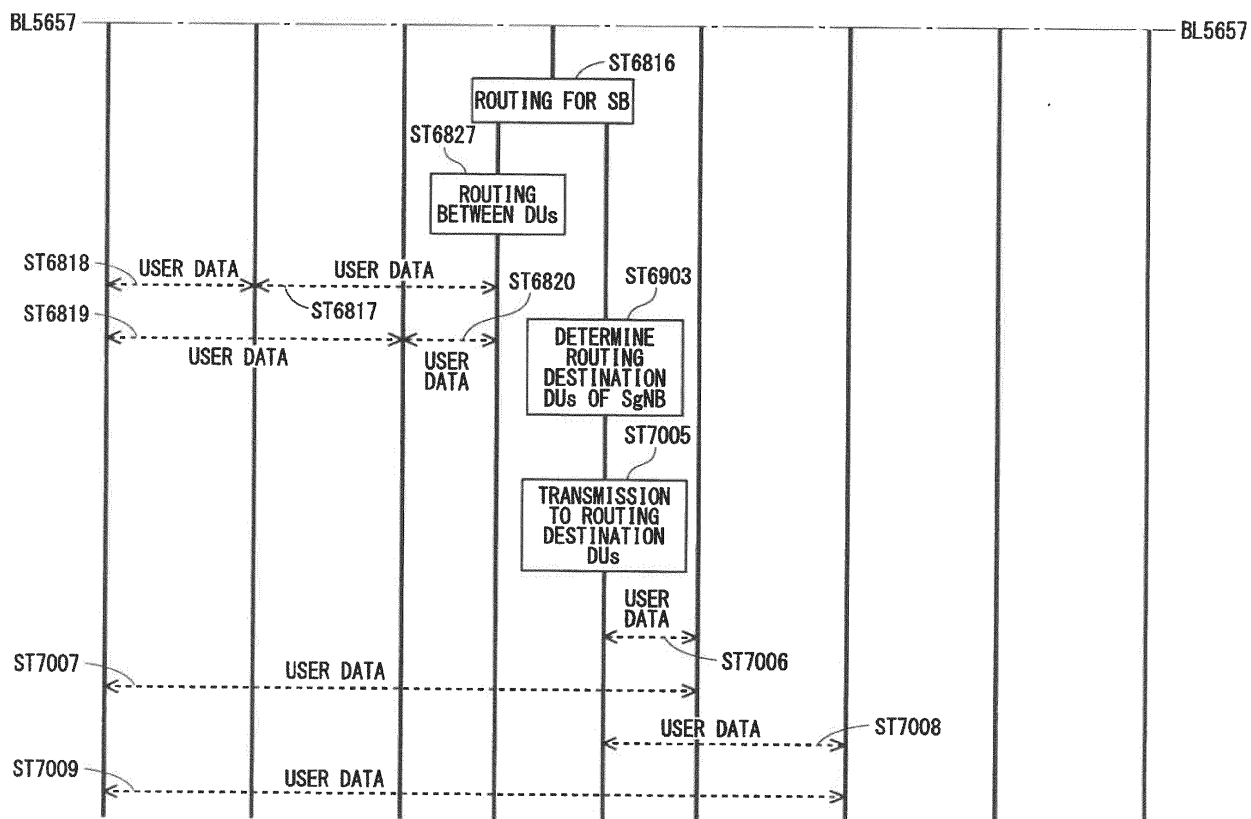 BL5657
BL5657
ST6816
ROUTING FOR SB
ST6827
ROUTING
BETWEEN DUs
ST6818
USER DATA
USER DATA
ST6820
ST6903
ST6819
ST6817
USER DATA
USER
DATA
DETERMINE
ROUTING
DESTINATION
DUs OF SgNB
ST7005
TRANSMISSION
TO ROUTING
DESTINATION
DUs
USER
DATA
ST7006
ST7007
USER DATA
USER DATA
ST7008
ST7009
USER DATA